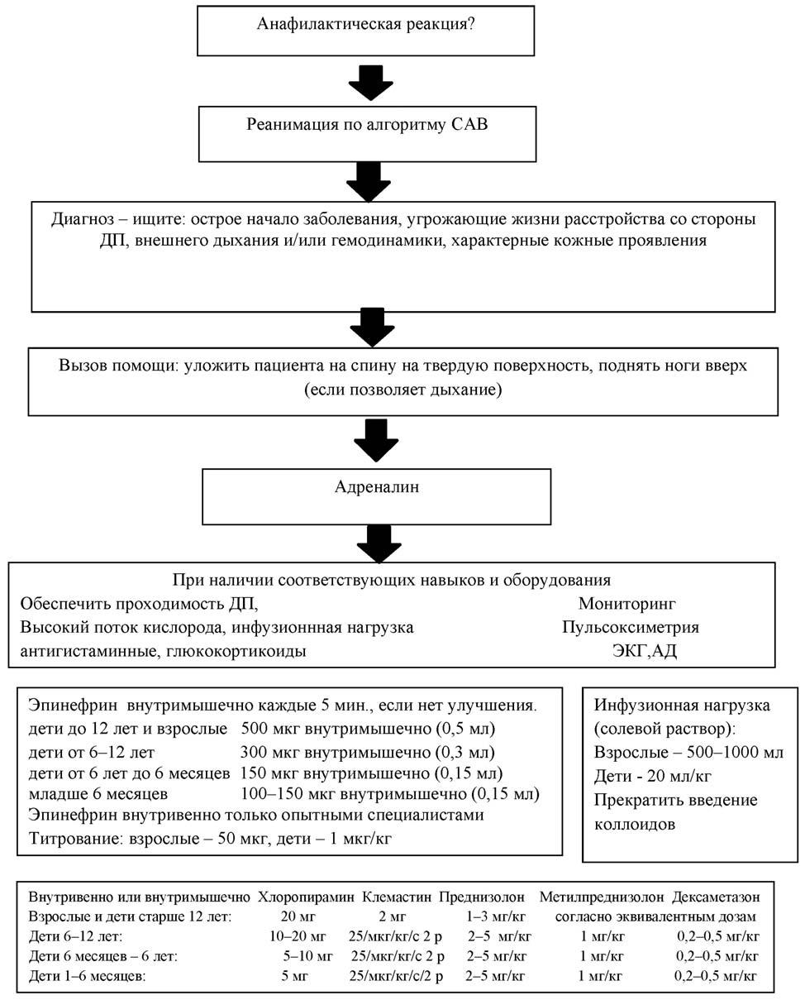 Анафилактическая реакция?
Реанимация по алгоритму САВ
Диагноз – ищите: острое начало заболевания, угрожающие жизни расстройства со стороны
ДП, внешнего дыхания и/или гемодинамики, характерные кожные проявления
Вызов помощи: уложить пациента на спину на твердую поверхность, поднять ноги вверх
(если позволяет дыхание)
Адреналин
При наличии соответствующих навыков и оборудования
Обеспечить проходимость ДП, Мониторинг
Высокий поток кислорода, инфузионнная нагрузка Пульсоксиметрия
антигистаминные, глюкокортикоиды ЭКГ,АД
Эпинефрин внутримышечно каждые 5 мин., если нет улучшения.
дети до 12 лет и взрослые 500 мкг внутримышечно (0,5 мл)
дети от 6–12 лет 300 мкг внутримышечно (0,3 мл)
дети от 6 лет до 6 месяцев 150 мкг внутримышечно (0,15 мл)
младше 6 месяцев 100–150 мкг внутримышечно (0,15 мл)
Эпинефрин внутривенно только опытными специалистами
Титрование: взрослые – 50 мкг, дети – 1 мкг/кг
Инфузионная нагрузка
(солевой раствор):
Взрослые – 500–1000 мл
Дети - 20 мл/кг
Прекратить введение
коллоидов
Внутривенно или внутримышечно Хлоропирамин Клемастин Преднизолон Метилпреднизолон Дексаметазон
Взрослые и дети старше 12 лет: 20 мг 2 мг 1–3 мг/кг согласно эквивалентным дозам
Дети 6–12 лет: 10–20 мг 25/мкг/кг/с 2 р 2–5 мг/кг 1 мг/кг 0,2–0,5 мг/кг
Дети 6 месяцев – 6 лет: 5–10 мг 25/мкг/кг/с 2 р 2–5 мг/кг 1 мг/кг 0,2–0,5 мг/кг
Дети 1–6 месяцев: 5 мг 25/мкг/кг/с/2 р 2–5 мг/кг 1 мг/кг 0,2–0,5 мг/кг